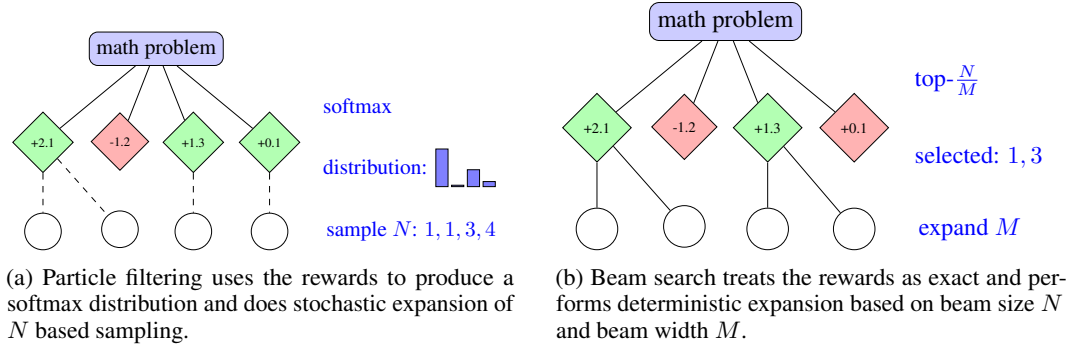 math problem
+2.1
-1.2
+1.3
+0.1
softmax
distribution:
sample N: 1, 1, 3, 4
(a) Particle filtering uses the rewards to produce a
softmax distribution and does stochastic expansion of
N based sampling.
math problem
+2.1
-1.2
+1.3
+0.1
top-N/M
selected: 1, 3
expand M
(b) Beam search treats the rewards as exact and per-
forms deterministic expansion based on beam size N
and beam width M.